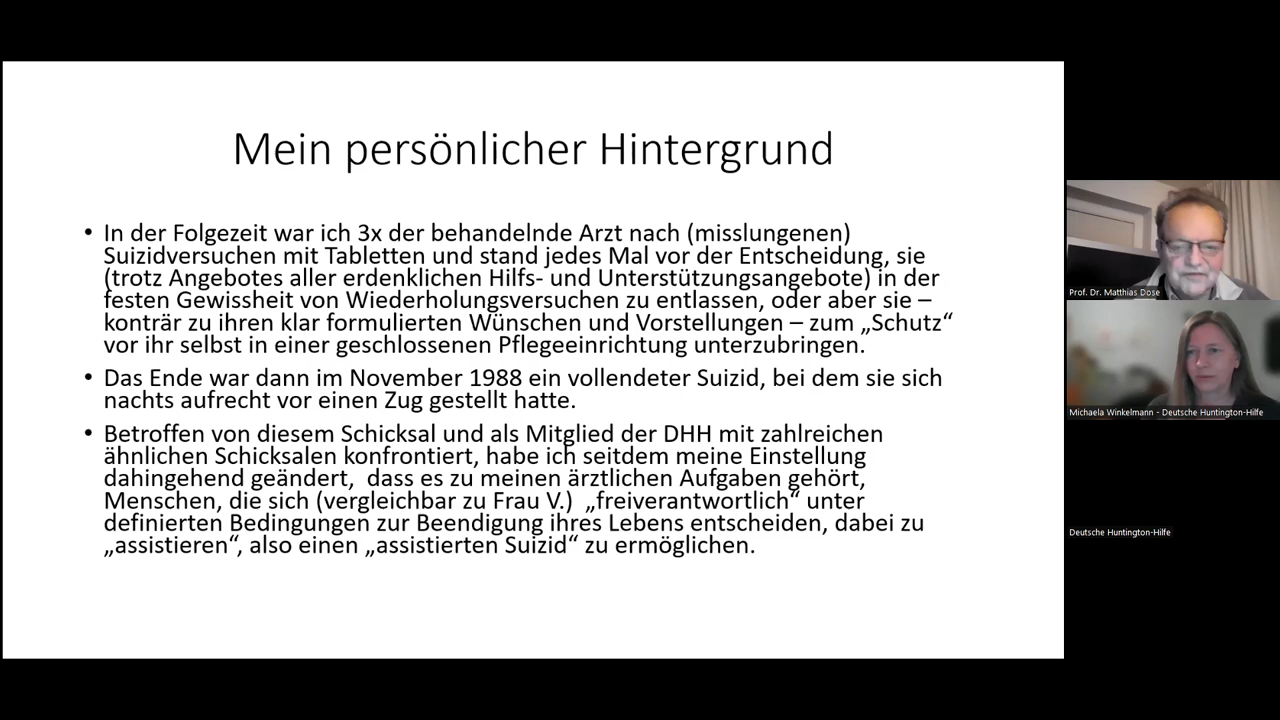 Mein persönlicher Hintergrund
• In der Folgezeit war ich 3x der behandelnde Arzt nach (misslungenen)
Suizidversuchen mit Tabletten und stand jedes Mal vor der Entscheidung, sie
(trotz Angebotes aller erdenklichen Hilfs- und Unterstützungsangebote) in der
festen Gewissheit von Wiederholungsversuchen zu entlassen, oder aber sie –
konträr zu ihren klar formulierten Wünschen und Vorstellungen – zum „Schutz“
vor ihr selbst in einer geschlossenen Pflegeeinrichtung unterzubringen.
• Das Ende war dann im November 1988 ein vollendeter Suizid, bei dem sie sich
nachts aufrecht vor einen Zug gestellt hatte.
• Betroffen von diesem Schicksal und als Mitglied der DHH mit zahlreichen
ähnlichen Schicksalen konfrontiert, habe ich seitdem meine Einstellung
dahingehend geändert,  dass es zu meinen ärztlichen Aufgaben gehört,
Menschen, die sich (vergleichbar zu Frau V.)  „freiverantwortlich“ unter
definierten Bedingungen zur Beendigung ihres Lebens entscheiden, dabei zu
„assistieren“, also einen „assistierten Suizid“ zu ermöglichen.
Prof. Dr. Matthias Dose
Michaela Winkelmann - Deutsche Huntington-Hilfe
Deutsche Huntington-Hilfe